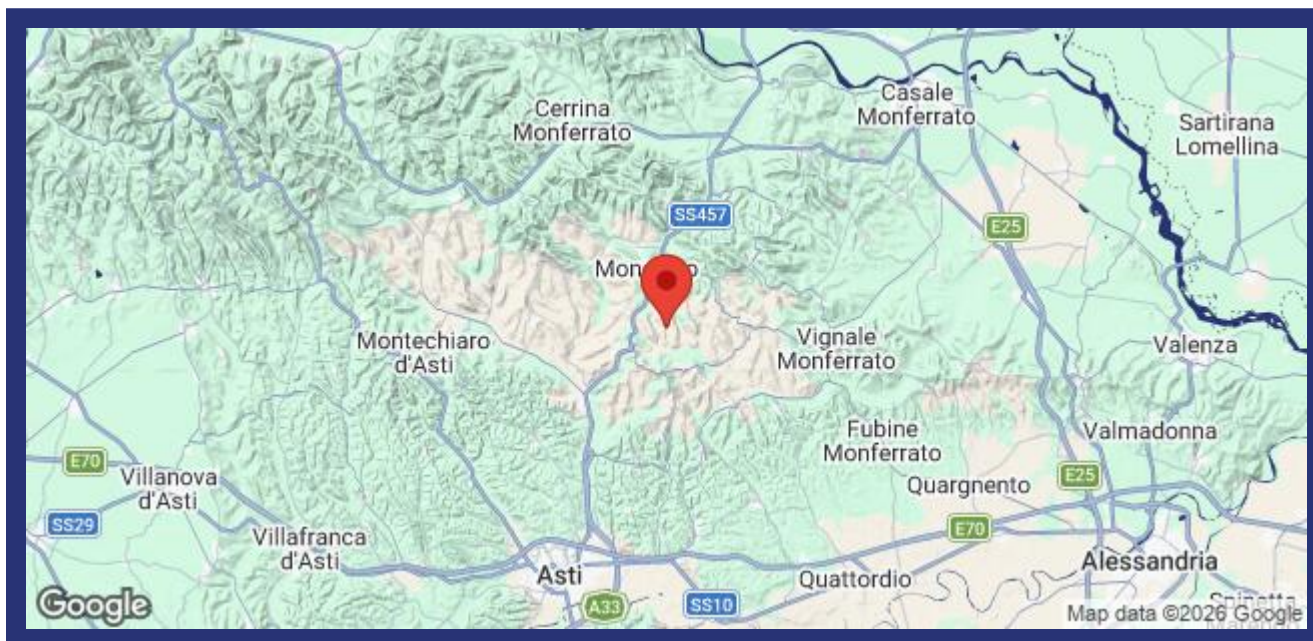 Cerrina
Monferrato
Casale
Monferrato
Sartirana
Lomellina
SS457
E25
Montechiaro
d'Asti
Vignale
Monferrato
Valenza
Fubine
Monferrato
Valmadonna
E70
Villanova
d'Asti
Quargnento
E25
SS29
Villafranca
d'Asti
E70
Asti
Quattordio
Alessandria
Google
A33
SS10
Map data ©2026 Google